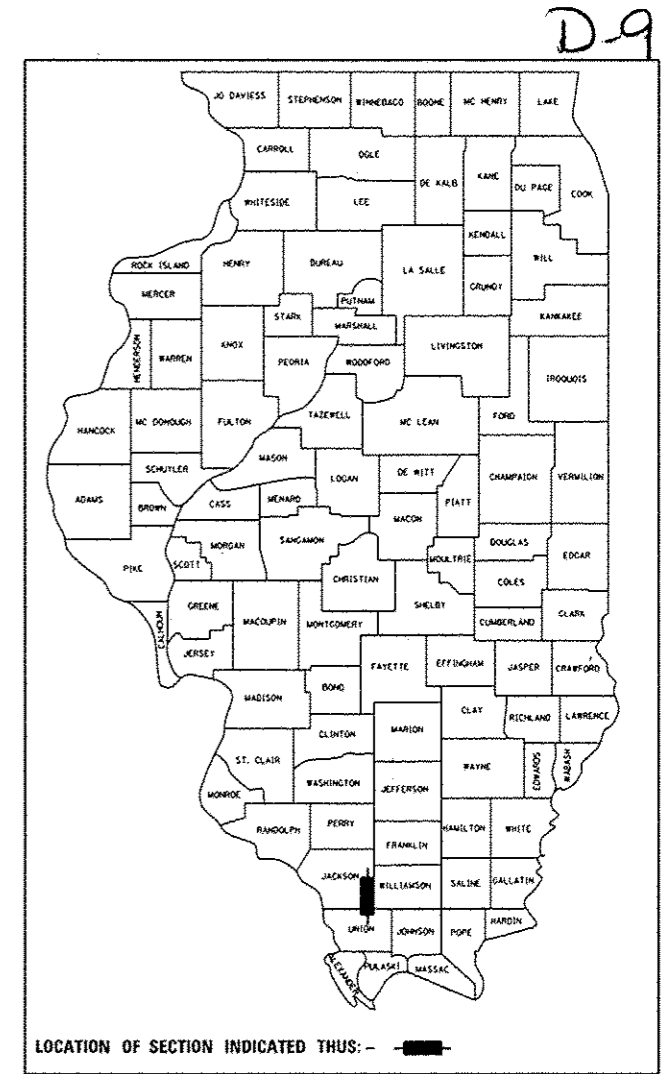 D-9
JO DAVIESS STEPHENSON WINNEBAGO BOONE MC HENRY LAKE
CARROLL OGLE DE KALB KANE DU PAGE COOK
WHITESIDE LEE KENDALL WILL
ROCK ISLAND HENRY BUREAU LA SALLE GRUNDY
MERCER PUTNAM KANKAKEE
HENDERSON WARREN KNOX STARK MARSHALL LIVINGSTON
PEORIA WOODFORD IROQUOIS
HANCOCK MC DONOUGH FULTON TAZEWELL MC LEAN FORD
SCHUYLER MASON LOGAN DE WITT CHAMPAIGN VERMILION
ADAMS BROWN CASS MENARD PIATT
MACON
PIKE SCOTT MORGAN SANGAMON CHRISTIAN MOULTRIE DOUGLAS EDGAR
COLES
CALHOUN GREENE MACOUPIN MONTGOMERY SHELBY CUMBERLAND CLARK
JERSEY FAYETTE EFFINGHAM JASPER CRAWFORD
MADISON BOND CLAY RICHLAND LAWRENCE
CLINTON MARION
ST. CLAIR WAYNE EDWARDS WABASH
MONROE WASHINGTON JEFFERSON
RANDOLPH PERRY HAMILTON WHITE
FRANKLIN
JACKSON WILLIAMSON SALINE GALLATIN
UNION JOHNSON POPE HARDIN
ALEXANDER PULASKI MASSAC
LOCATION OF SECTION INDICATED THUS: -